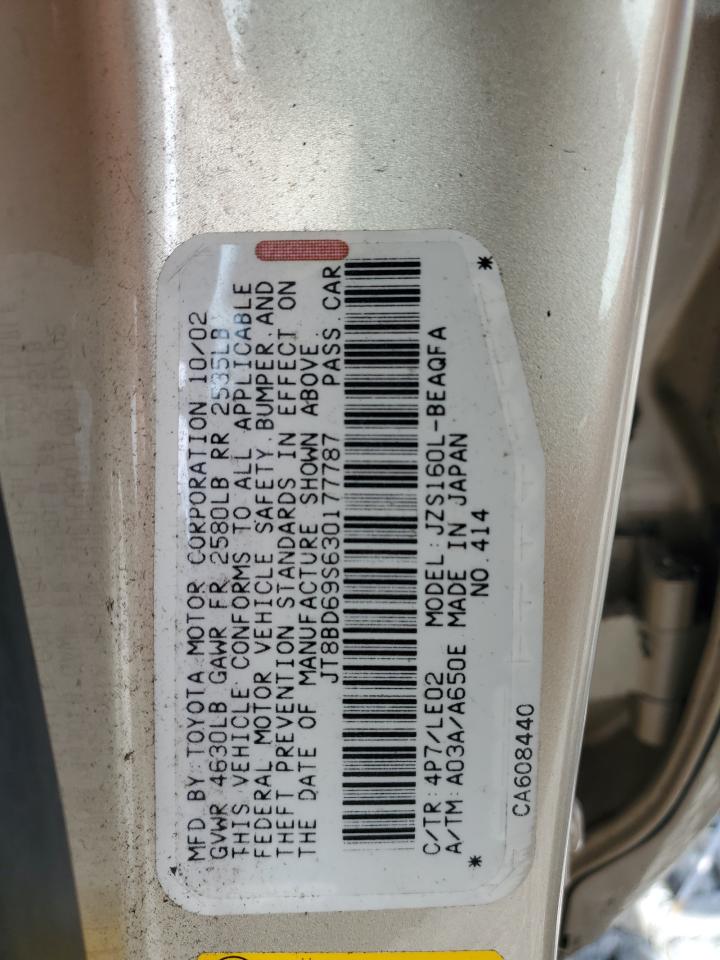 MFD BY: TOYOTA MOTOR CORPORATION 10/02
GVWR 4630LB GAWR FR 2580LB RR 2535LB
THIS VEHICLE CONFORMS TO ALL APPLICABLE
FEDERAL MOTOR VEHICLE SAFETY, BUMPER, AND
THEFT PREVENTION STANDARDS IN EFFECT ON
THE DATE OF MANUFACTURE SHOWN ABOVE.
JT8BD69S630177787 PASS. CAR
C/TR: 4P7/LE02 MODEL: JZS160L-BEAQFA
A/TM: A03A/A650E MADE IN JAPAN
NO. 414
CA608440